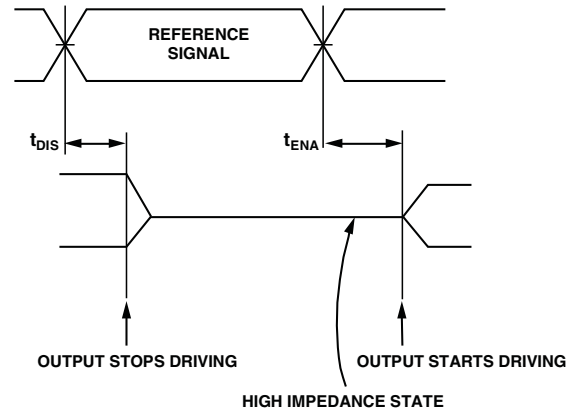 REFERENCE
SIGNAL
tDIS
tENA
OUTPUT STOPS DRIVING
OUTPUT STARTS DRIVING
HIGH IMPEDANCE STATE